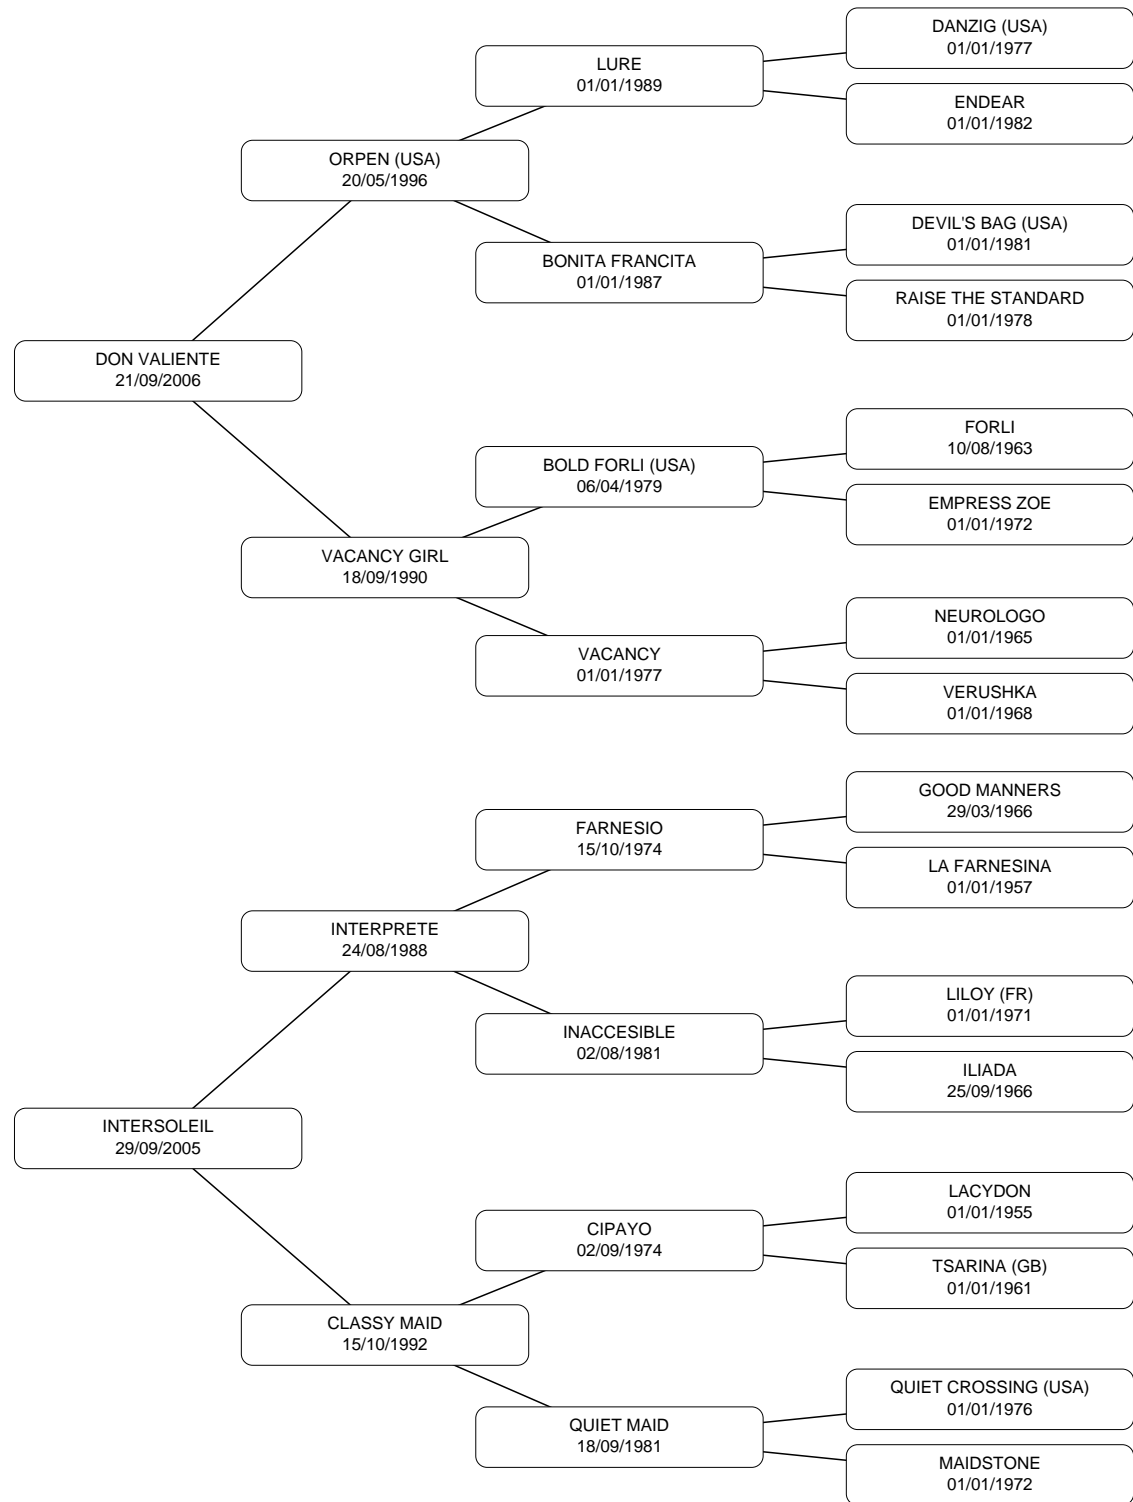 DANZIG (USA)
01/01/1977
LURE
01/01/1989
ENDEAR
01/01/1982
ORPEN (USA)
20/05/1996
DEVIL'S BAG (USA)
01/01/1981
BONITA FRANCITA
01/01/1987
RAISE THE STANDARD
01/01/1978
DON VALIENTE
21/09/2006
FORLI
10/08/1963
BOLD FORLI (USA)
06/04/1979
EMPRESS ZOE
01/01/1972
VACANCY GIRL
18/09/1990
NEUROLOGO
01/01/1965
VACANCY
01/01/1977
VERUSHKA
01/01/1968
GOOD MANNERS
29/03/1966
FARNESIO
15/10/1974
LA FARNESINA
01/01/1957
INTERPRETE
24/08/1988
LILOY (FR)
01/01/1971
INACCESIBLE
02/08/1981
ILIADA
25/09/1966
INTERSOLEIL
29/09/2005
LACYDON
01/01/1955
CIPAYO
02/09/1974
TSARINA (GB)
01/01/1961
CLASSY MAID
15/10/1992
QUIET CROSSING (USA)
01/01/1976
QUIET MAID
18/09/1981
MAIDSTONE
01/01/1972